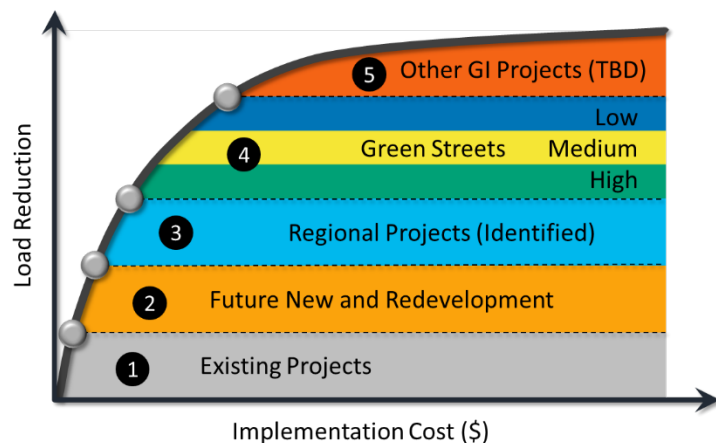 5 Other GI Projects (TBD)
Low
4 Green Streets Medium
High
3 Regional Projects (Identified)
2 Future New and Redevelopment
1 Existing Projects
Load Reduction
Implementation Cost ($)